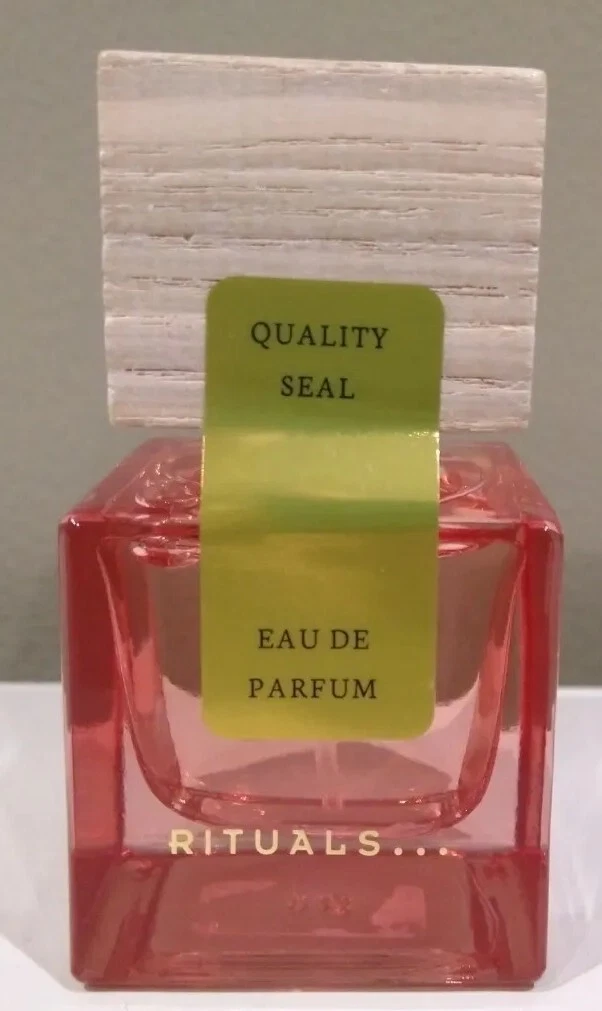 QUALITY
SEAL
EAU DE
PARFUM
RITUALS...